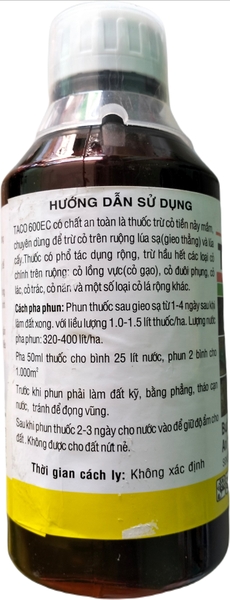 HƯỚNG DẪN SỬ DỤNG
TACO 600EC có chất an toàn là thuốc trừ cỏ tiền nảy mầm,
chuyên dùng để trừ cỏ trên ruộng lúa sạ(gieo thẳng) và lúa
cấy.Thuốc có phổ tác dụng rộng, trừ hầu hết các loại cỏ
chính trên ruộng: cỏ lồng vực(cỏ gạo), cỏ đuôi phụng, cỏ
lác, cỏ trác, cỏ năn và một số loại cỏ lá rộng khác.
Cách pha phun: Phun thuốc sau gieo sạ từ 1-4 ngày sau khi
làm đất xong, với liều lượng 1.0-1.5 lít thuốc/ha. Lượng nước
pha phun: 320-400 lít/ha.
Pha 50ml thuốc cho bình 25 lít nước, phun 2 bình cho
1.000m²
Trước khi phun phải làm đất kỹ, bằng phẳng, tháo cạn
nước, tránh để đọng vũng.
Sau khi phun thuốc 2-3 ngày cho nước vào để giữ độ ẩm cho
đất. Không được cho đất nứt nẻ.
Thời gian cách ly: Không xác định